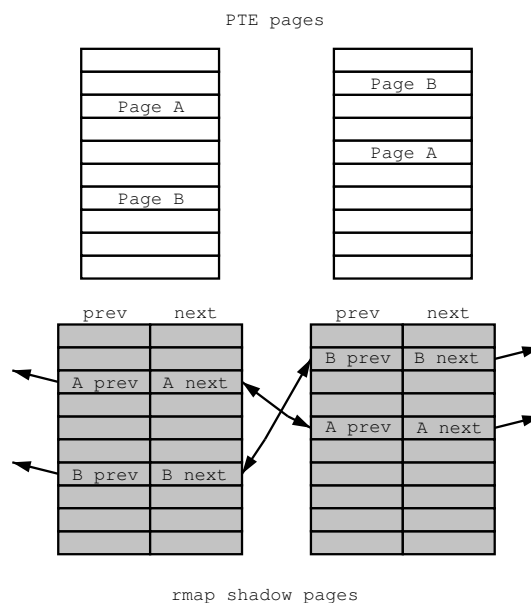 PTE pages
Page A
Page B
Page B
Page A
prev next
prev next
A prev A next
B prev B next
B prev B next
A prev A next
rmap shadow pages